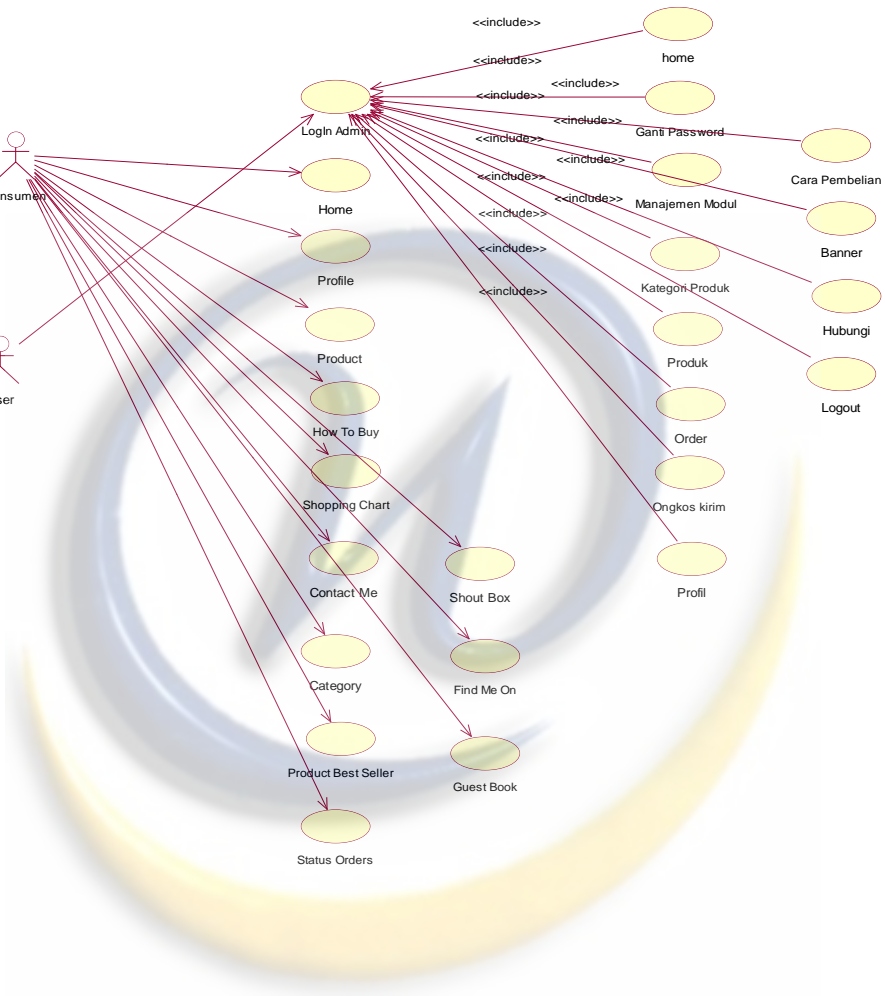 <<include>>
home
<<include>>
<<include>>
<<include>>
LogIn Admin
<<include>>
Ganti Password
<<include>>
<<include>>
Cara Pembelian
nsumen
Home
<<include>>
<<include>>
Manajemen Modul
<<include>>
Banner
Profile
<<include>>
Kategori Produk
<<include>>
Hubungi
Product
Produk
ser
Logout
How To Buy
Order
Shopping Chart
Ongkos kirim
Contact Me
Shout Box
Profil
Category
Find Me On
Product Best Seller
Guest Book
Status Orders